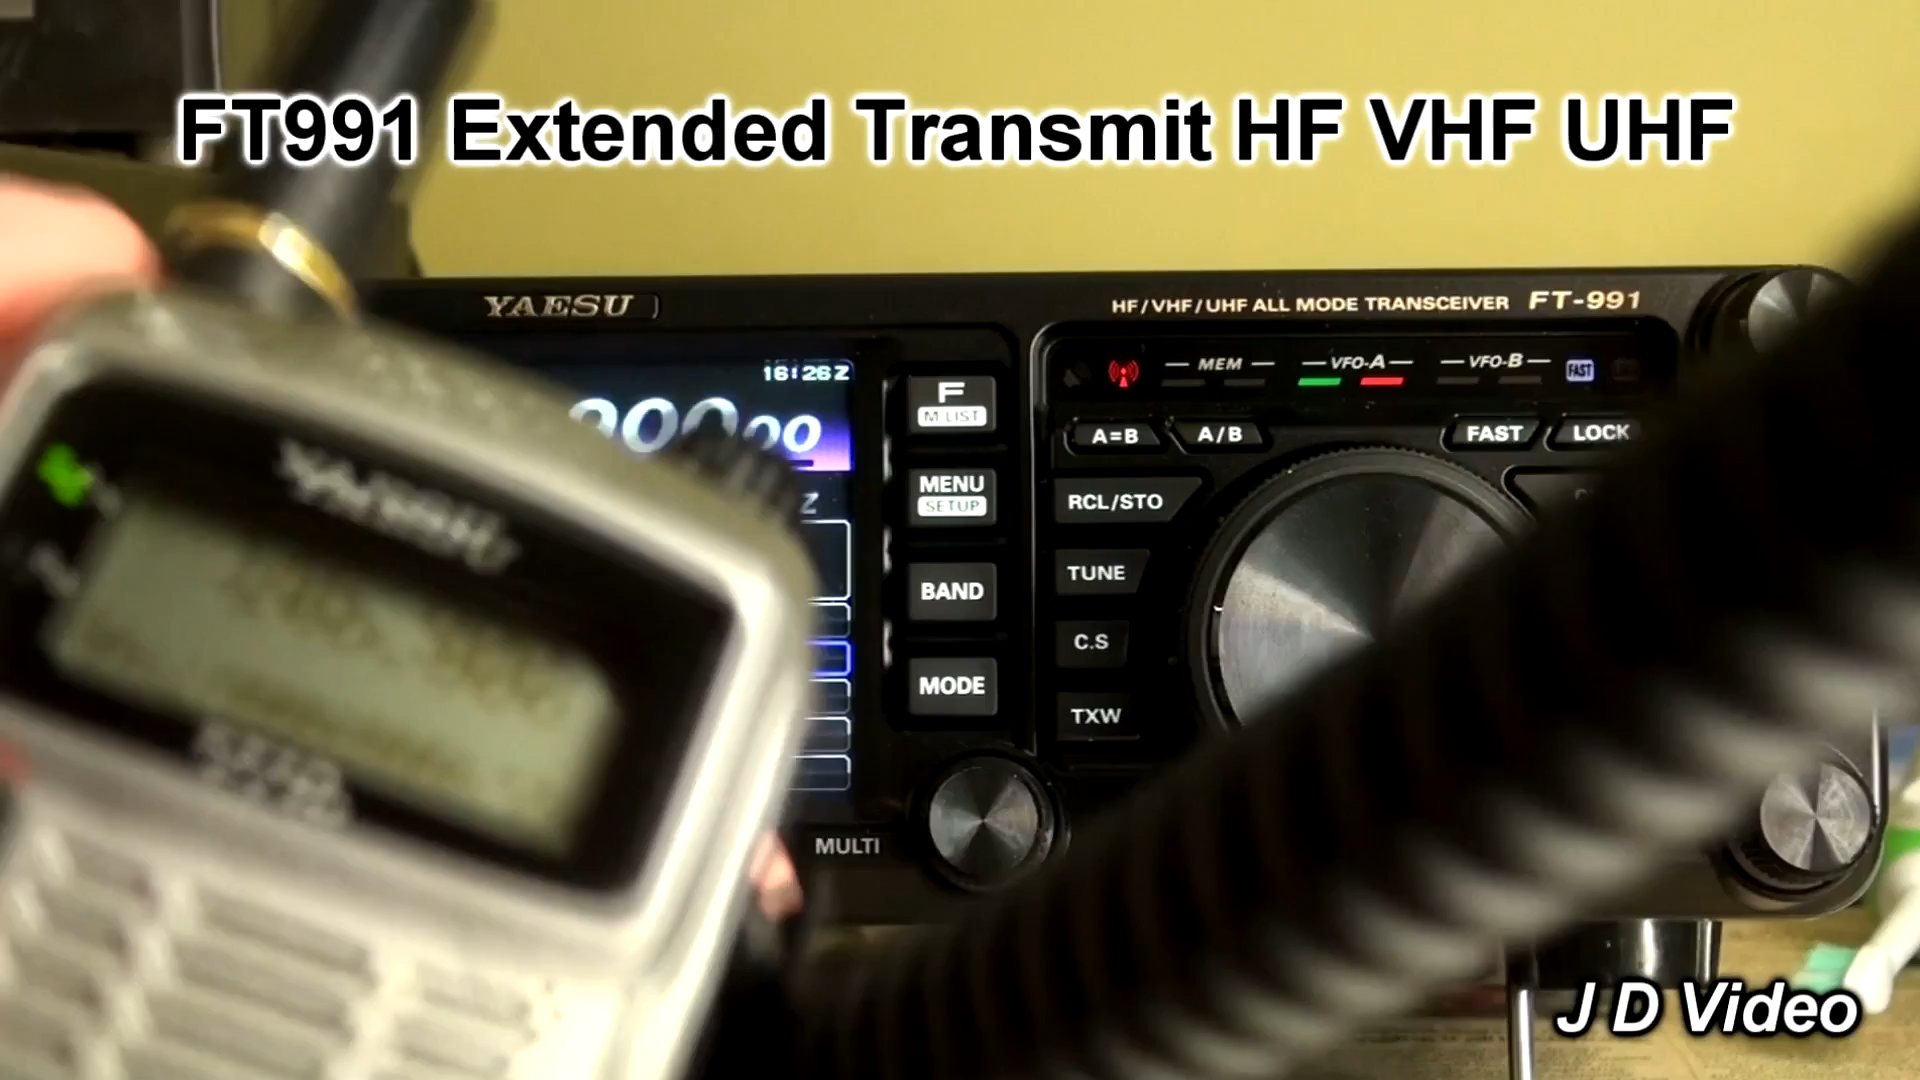 FT991 Extended Transmit HF VHF UHF
YAESU
HF/VHF/UHF ALL MODE TRANSCEIVER FT-991
16:26Z
F
M.LIST
MEM
VFO-A
VFO-B
FAST
A=B
A/B
FAST
LOCK
YAESU
MENU
SETUP
RCL/STO
Z
TUNE
BAND
C.S
MODE
TXW
MULTI
J D Video